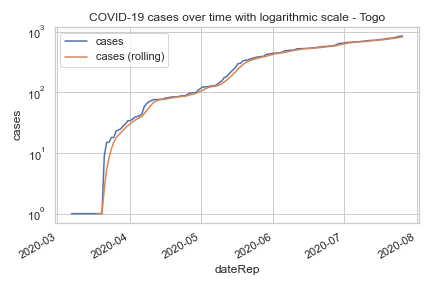 COVID-19 cases over time with logarithmic scale - Togo
cases
cases (rolling)
10³
10²
10¹
10⁰
cases
2020-03
2020-04
2020-05
2020-06
2020-07
2020-08
dateRep